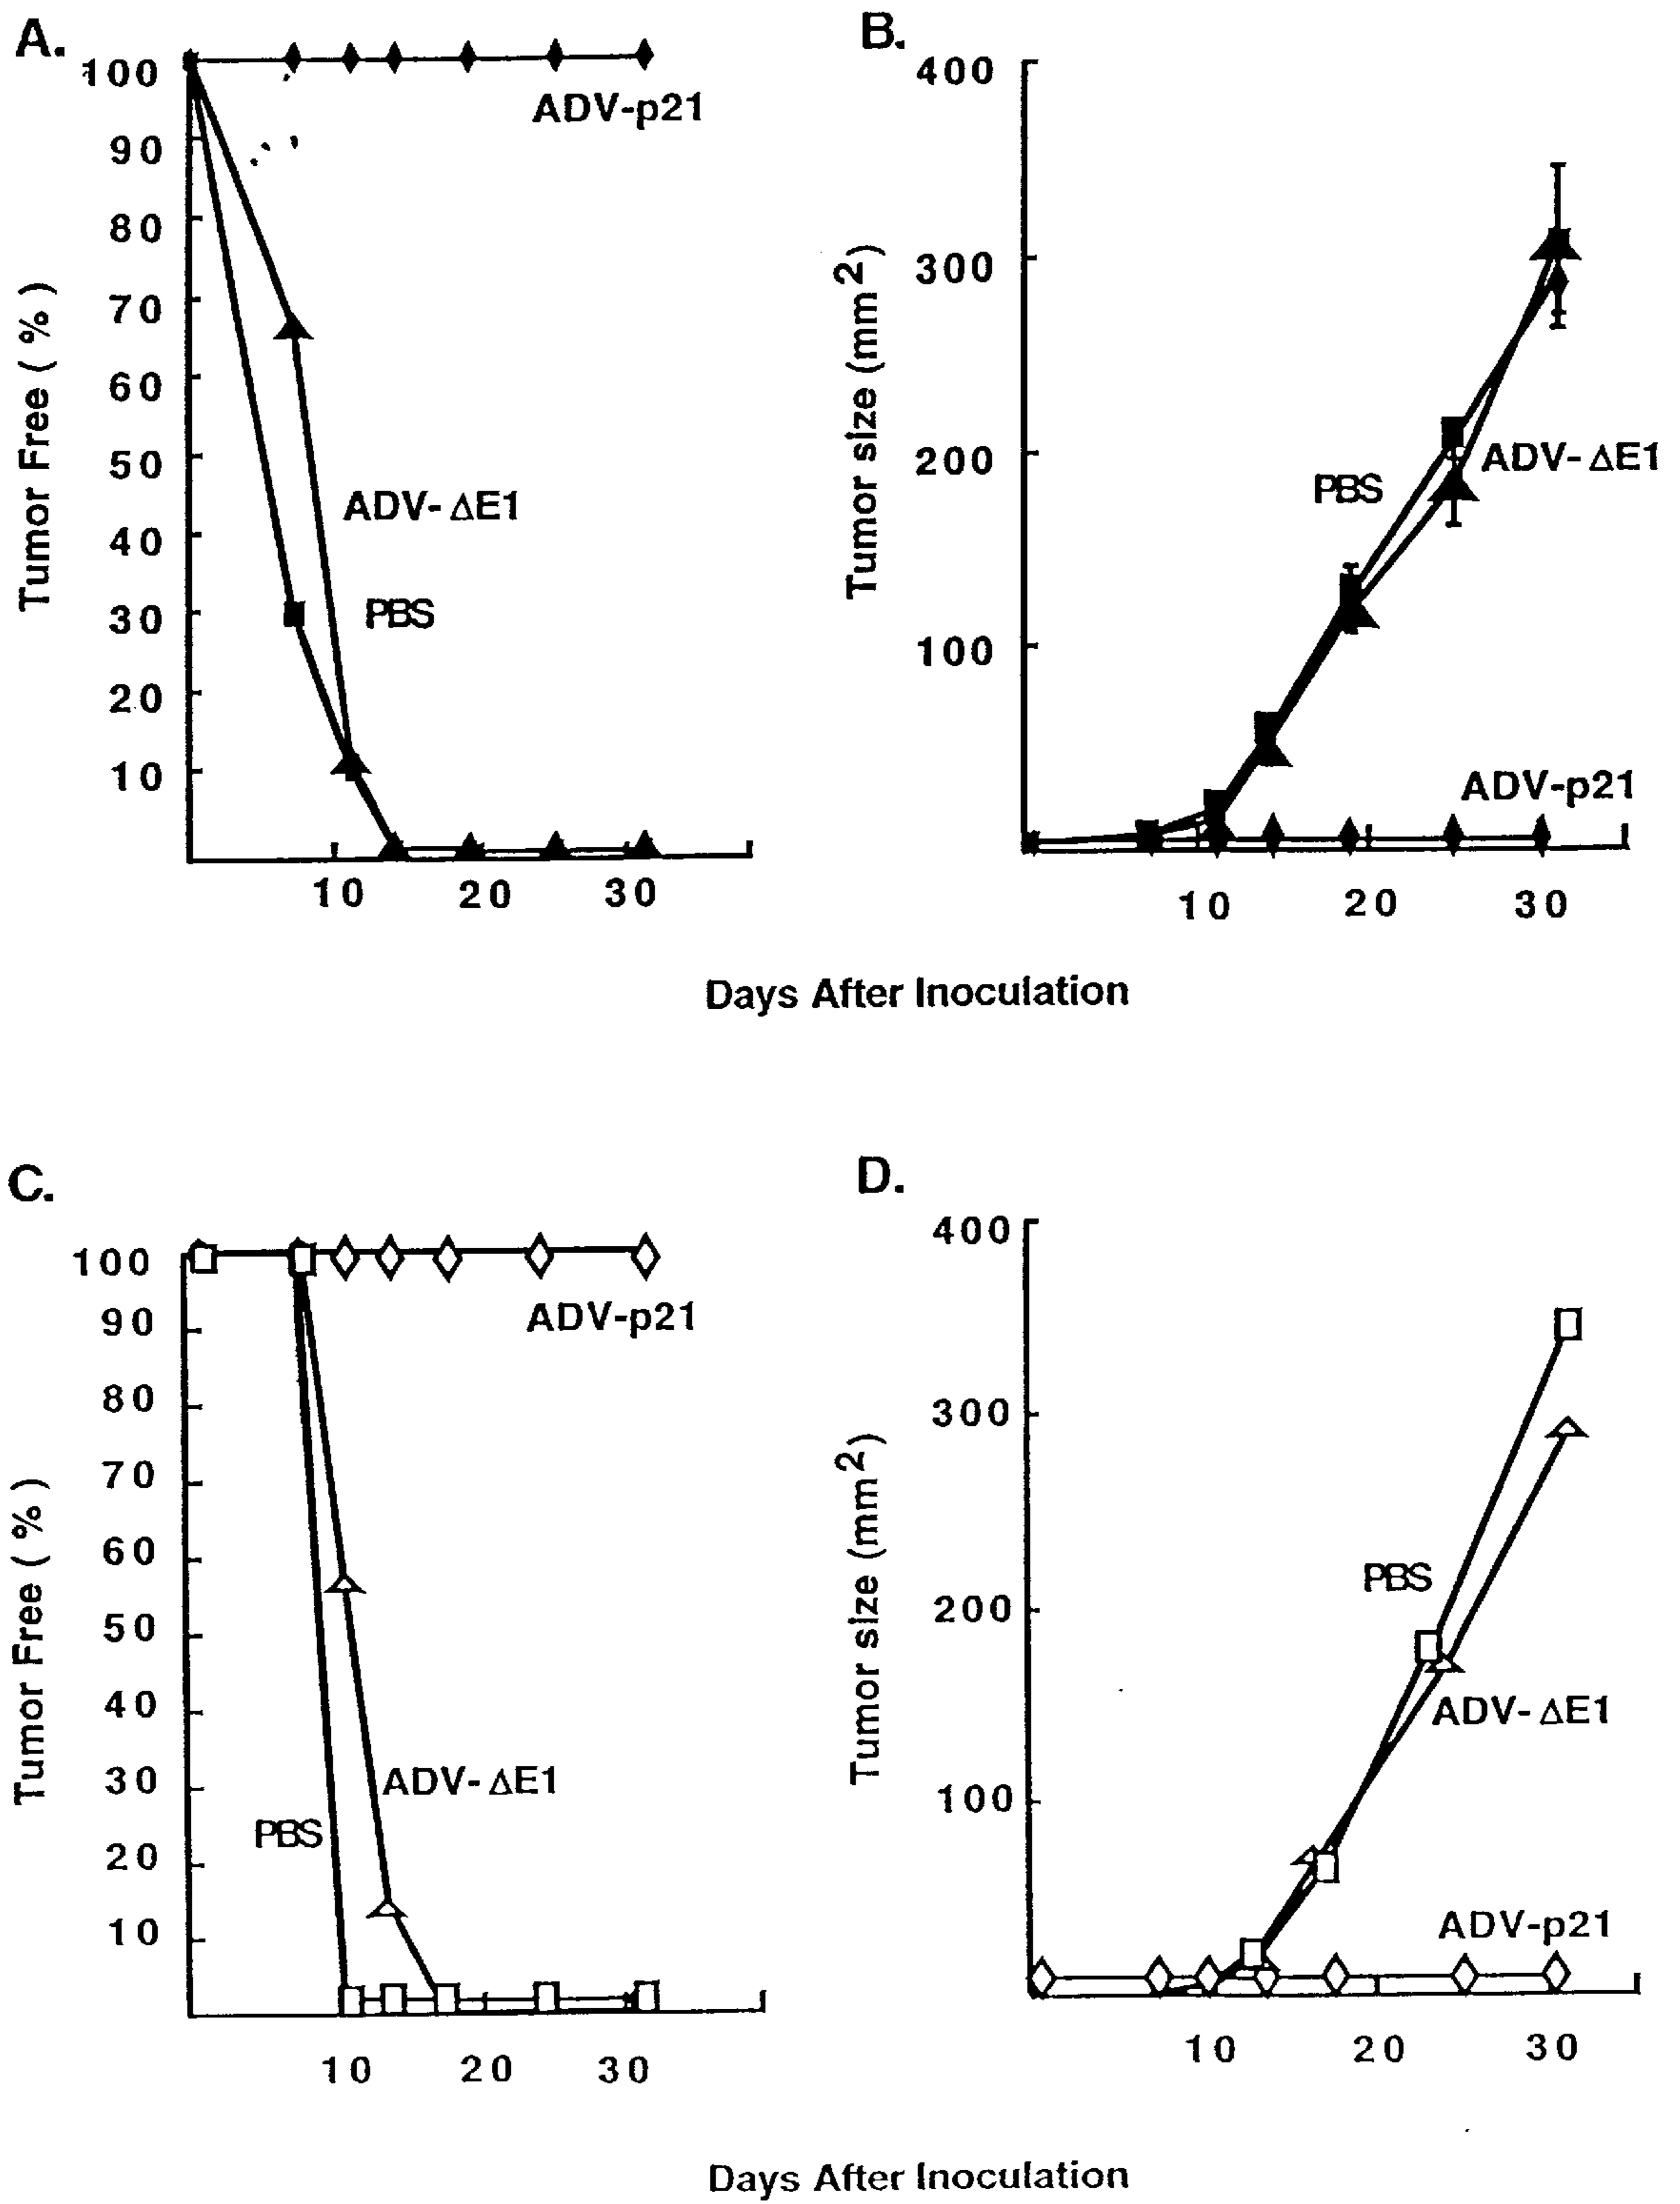 A.
100
90
80
70
60
50
40
30
20
10
Tumor Free ( % )
ADV-p21
ADV- ΔE1
PBS
10 20 30
B.
400
300
200
100
Tumor size (mm2)
PBS
ADV- ΔE1
ADV-p21
10 20 30
Days After Inoculation
C.
100
90
80
70
60
50
40
30
20
10
Tumor Free ( % )
ADV-p21
ADV- ΔE1
PBS
10 20 30
D.
400
300
200
100
Tumor size (mm2)
PBS
ADV- ΔE1
ADV-p21
10 20 30
Days After Inoculation